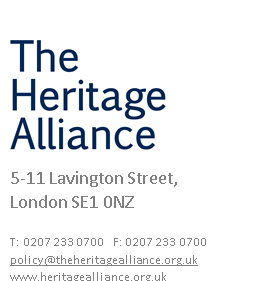 The
Heritage
Alliance
5-11 Lavington Street,
London SE1 0NZ
T: 0207 233 0700 F: 0207 233 0700
policy@theheritagealliance.org.uk
www.heritagealliance.org.uk